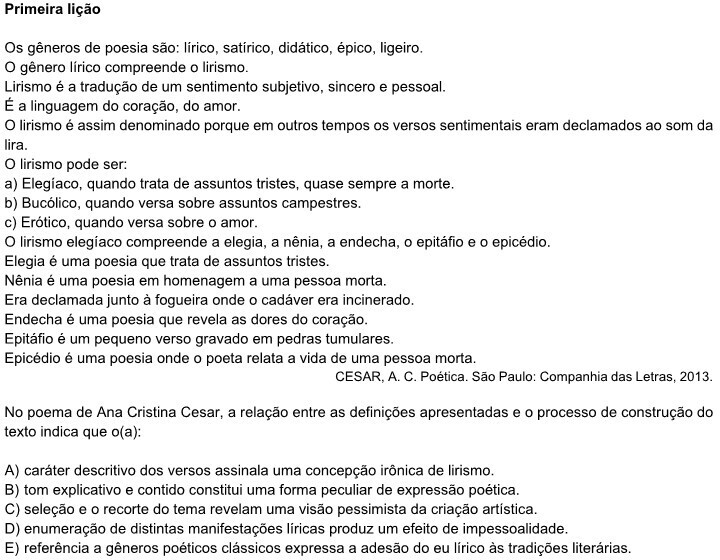 Primeira lição
Os gêneros de poesia são: lírico, satírico, didático, épico, ligeiro.
O gênero lírico compreende o lirismo.
Lirismo é a tradução de um sentimento subjetivo, sincero e pessoal.
É a linguagem do coração, do amor.
O lirismo é assim denominado porque em outros tempos os versos sentimentais eram declamados ao som da
lira.
O lirismo pode ser:
a) Elegíaco, quando trata de assuntos tristes, quase sempre a morte.
b) Bucólico, quando versa sobre assuntos campestres.
c) Erótico, quando versa sobre o amor.
O lirismo elegíaco compreende a elegia, a nênia, a endecha, o epitáfio e o epicédio.
Elegia é uma poesia que trata de assuntos tristes.
Nênia é uma poesia em homenagem a uma pessoa morta.
Era declamada junto à fogueira onde o cadáver era incinerado.
Endecha é uma poesia que revela as dores do coração.
Epitáfio é um pequeno verso gravado em pedras tumulares.
Epicédio é uma poesia onde o poeta relata a vida de uma pessoa morta.
CESAR, A. C. Poética. São Paulo: Companhia das Letras, 2013.
No poema de Ana Cristina Cesar, a relação entre as definições apresentadas e o processo de construção do
texto indica que o(a):
A) caráter descritivo dos versos assinala uma concepção irônica de lirismo.
B) tom explicativo e contido constitui uma forma peculiar de expressão poética.
C) seleção e o recorte do tema revelam uma visão pessimista da criação artística.
D) enumeração de distintas manifestações líricas produz um efeito de impessoalidade.
E) referência a gêneros poéticos clássicos expressa a adesão do eu lírico às tradições literárias.